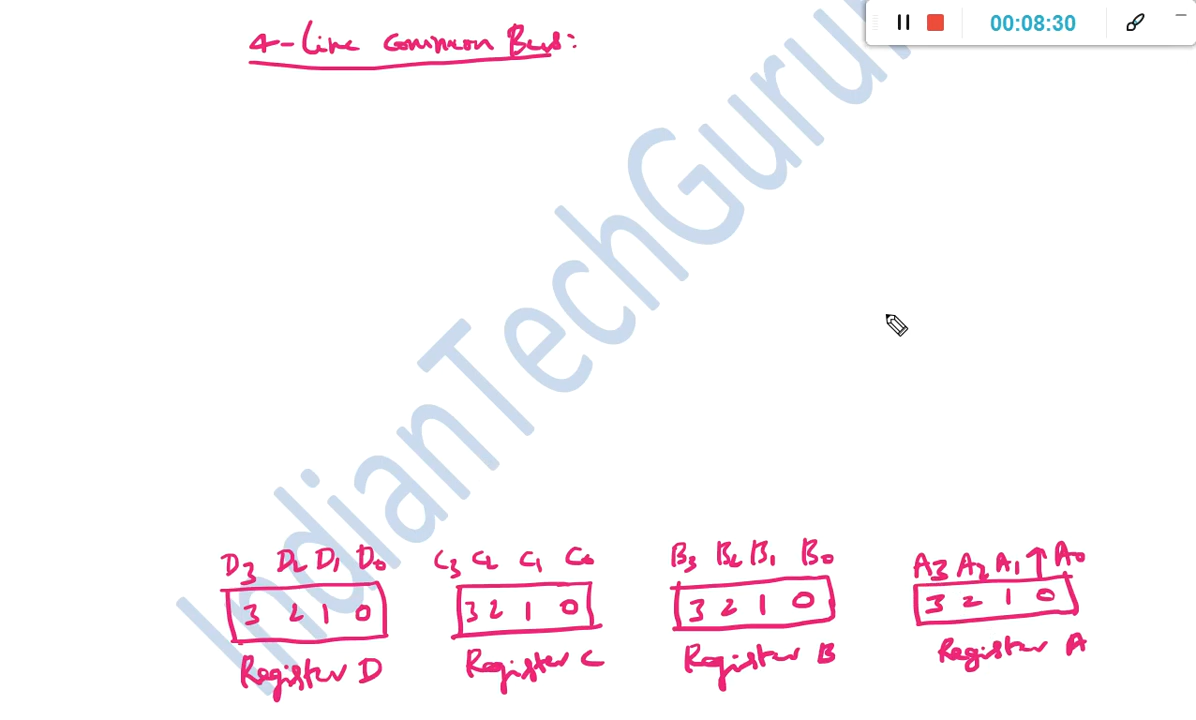 00:08:30
4-Line Common Bus:
IndianTechGuru
D3 D2 D1 D0 C3 C2 C1 C0 B3 B2 B1 B0 A3 A2 A1 ↑ A0
3 2 1 0 3 2 1 0 3 2 1 0 3 2 1 0
Register D Register C Register B Register A